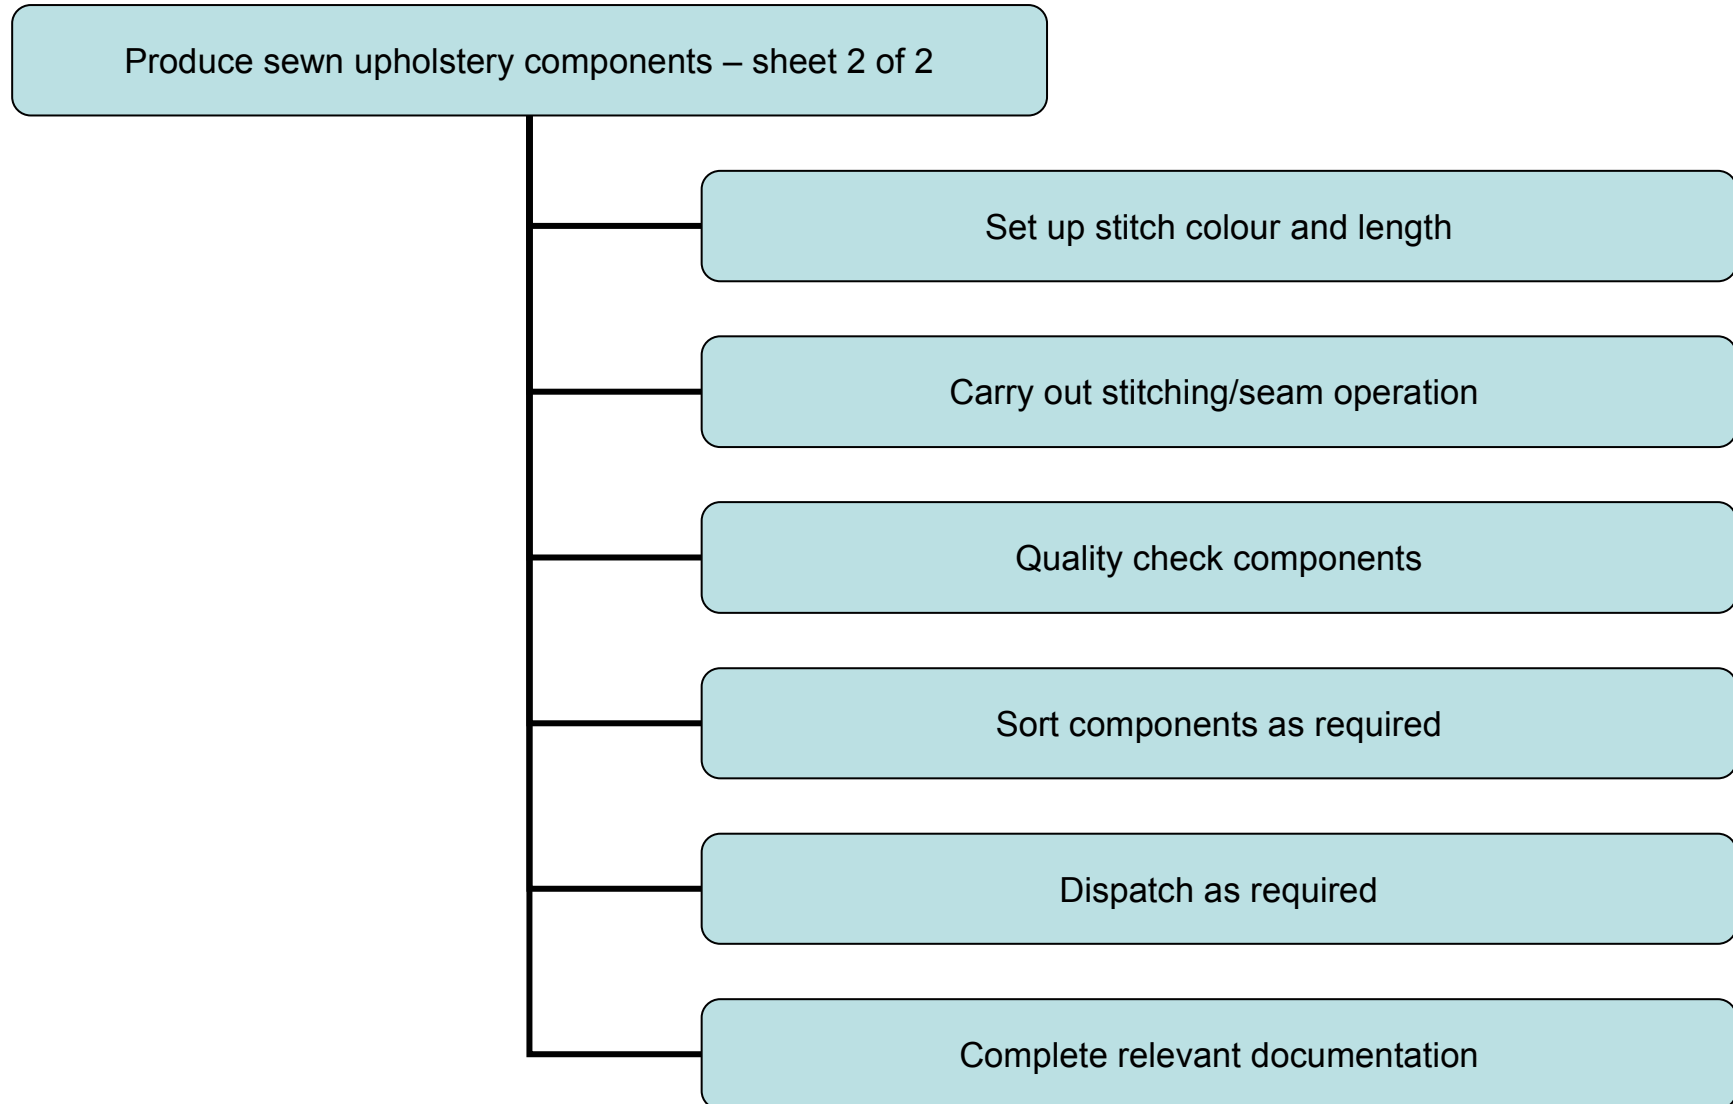 Produce sewn upholstery components – sheet 2 of 2
Set up stitch colour and length
Carry out stitching/seam operation
Quality check components
Sort components as required
Dispatch as required
Complete relevant documentation